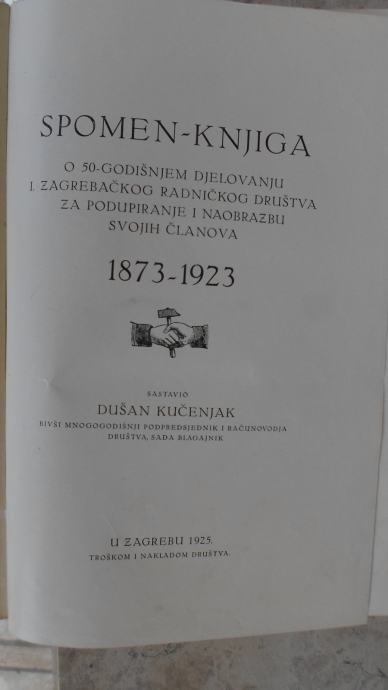 SPOMEN-KNJIGA
O 50-GODIŠNJEM DJELOVANJU
I. ZAGREBAČKOG RADNIČKOG DRUŠTVA
ZA PODUPIRANJE I NAOBRAZBU
SVOJIH ČLANOVA
1873-1923
SASTAVIO
DUŠAN KUČENJAK
BIVŠI MNOGOGODIŠNJI PODPREDSJEDNIK I RAČUNOVODJA
DRUŠTVA, SADA BLAGAJNIK
U ZAGREBU 1925.
TROŠKOM I NAKLADOM DRUŠTVA.